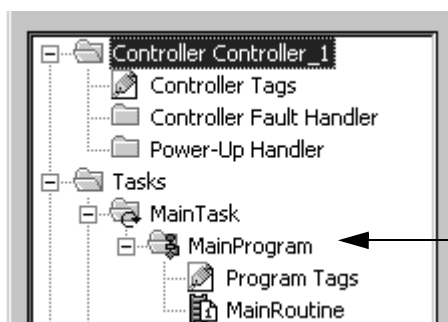 Controller Controller_1
Controller Tags
Controller Fault Handler
Power-Up Handler
Tasks
MainTask
MainProgram
Program Tags
MainRoutine